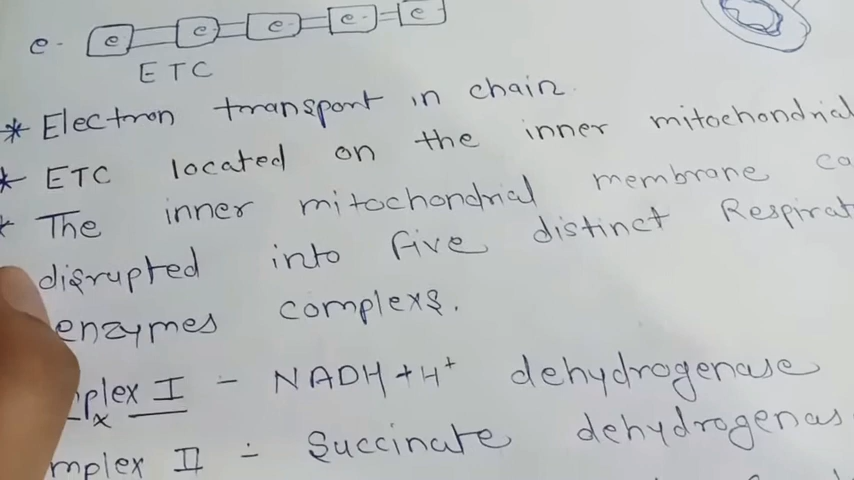 e- e e e- e- e-
ETC
* Electron transport in chain.
* ETC located on the inner mitochondrial
* The inner mitochondrial membrane ca
disrupted into five distinct Respirat
enzymes complexs.
mplex I - NADH+H+ dehydrogenase
x
mplex II ÷ Succinate dehydrogenas